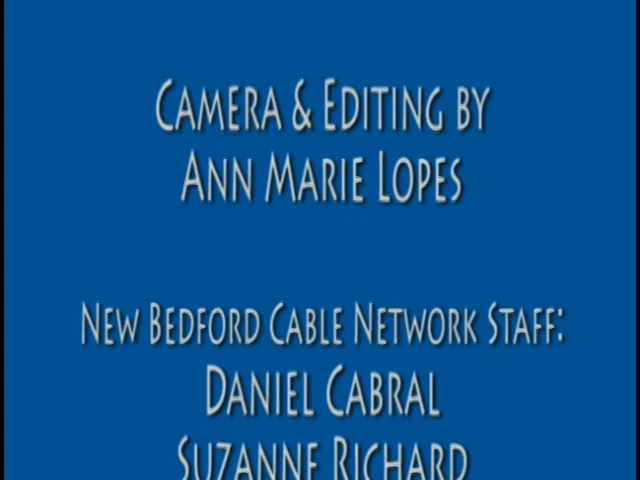 Camera & Editing by
Ann Marie Lopes
New Bedford Cable Network Staff:
Daniel Cabral
Suzanne Richard